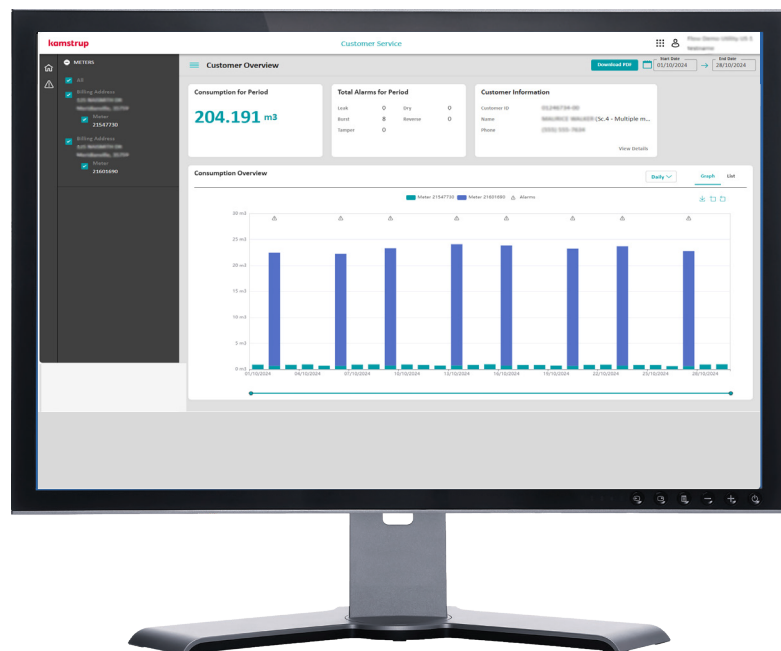 kamstrup
Customer Service
METERS
All
Billing Address
Meter
21547730
Billing Address
Meter
21601690
Customer Overview
Download PDF
Start Date
01/10/2024
End Date
28/10/2024
Consumption for Period
204.191 m3
Total Alarms for Period
Leak 0 Dry 0
Burst 8 Reverse 0
Tamper 0
Customer Information
Customer ID
Name (Sc.4 - Multiple m...
Phone
View Details
Consumption Overview
Daily
Graph
List
Meter 21547730 Meter 21601690 Alarms
30 m3
25 m3
20 m3
15 m3
10 m3
5 m3
0 m3
01/10/2024 04/10/2024 07/10/2024 10/10/2024 13/10/2024 16/10/2024 19/10/2024 22/10/2024 25/10/2024 28/10/2024